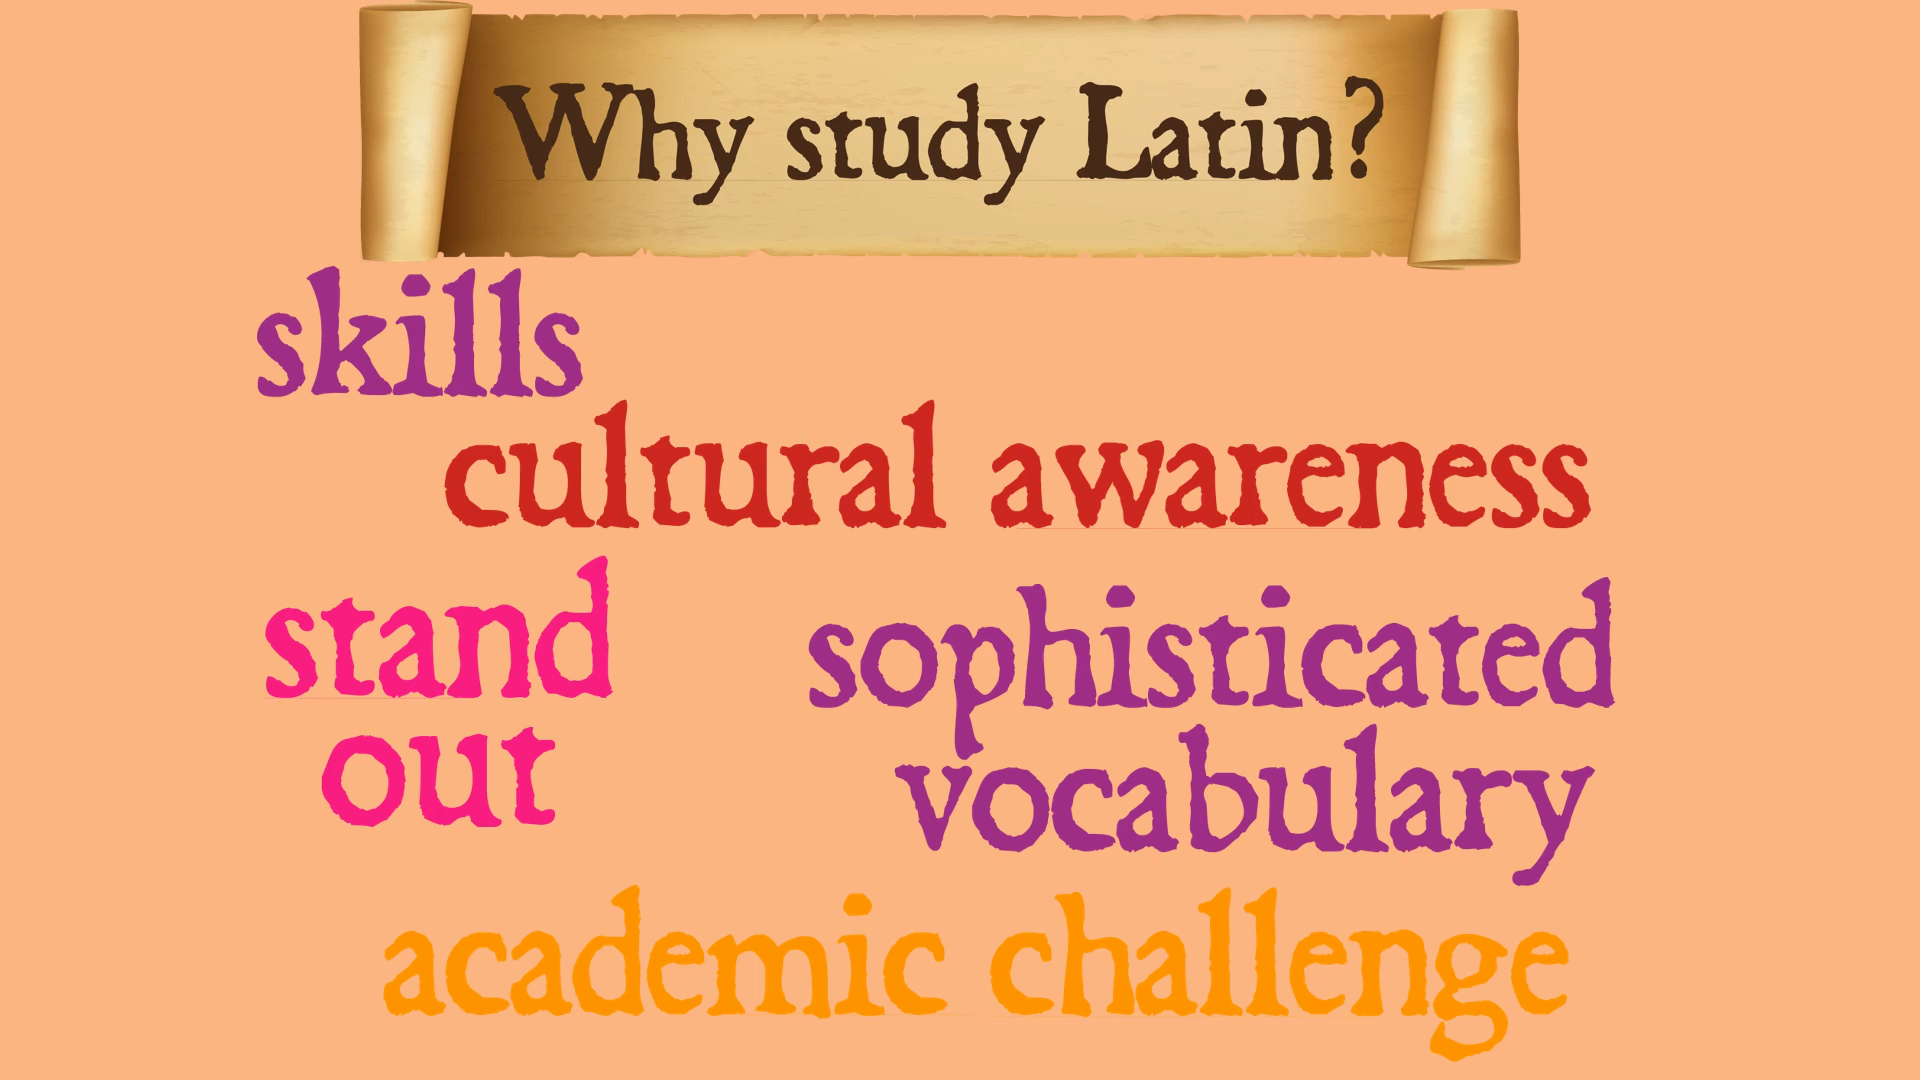 Why study Latin?
skills
cultural awareness
stand
out
sophisticated
vocabulary
academic challenge